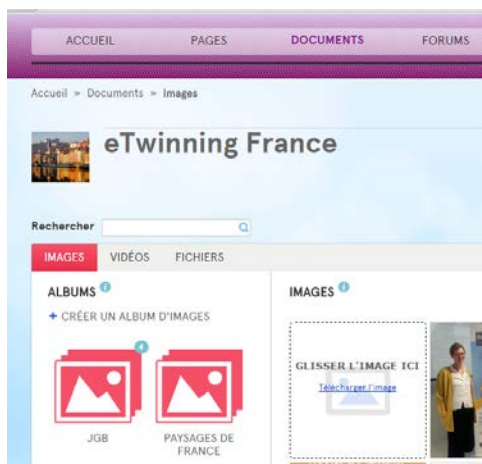 ACCUEIL PAGES DOCUMENTS FORUMS
Accueil » Documents » Images
eTwinning France
Rechercher
IMAGES VIDÉOS FICHIERS
ALBUMS i
+ CRÉER UN ALBUM D'IMAGES
4
JGB
PAYSAGES DE
FRANCE
IMAGES i
GLISSER L'IMAGE ICI
Télécharger l'image